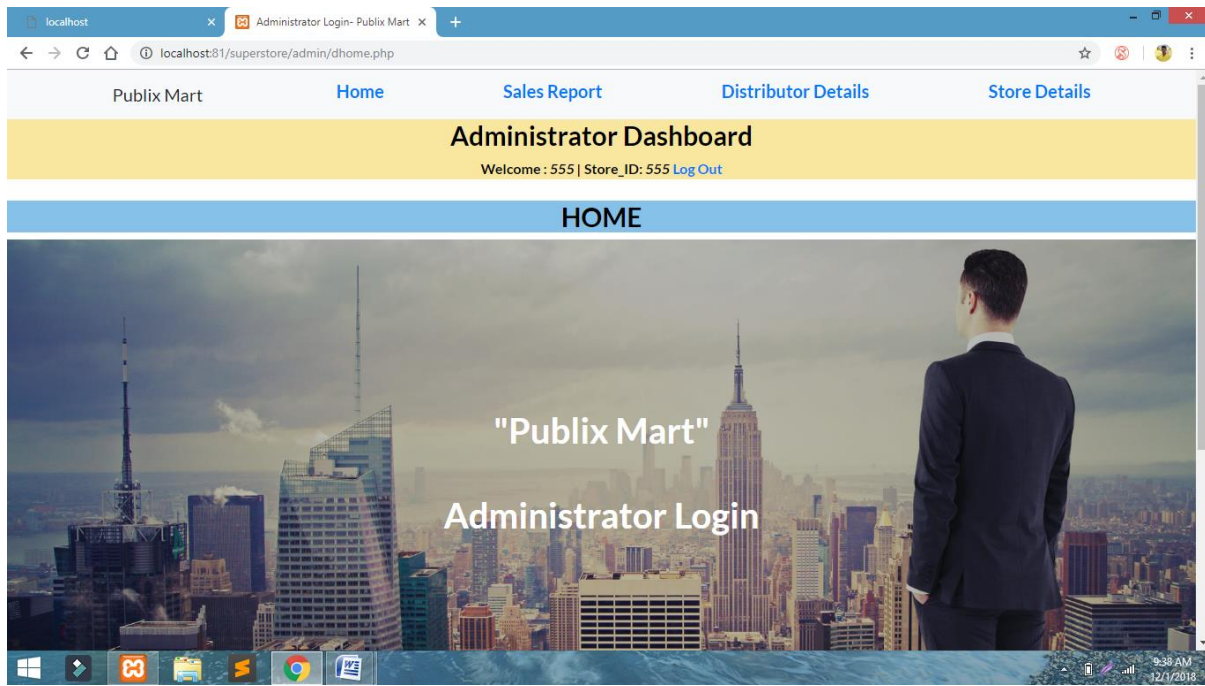 localhost
Administrator Login- Publix Mart
localhost:81/superstore/admin/dhome.php
Publix Mart Home Sales Report Distributor Details Store Details
Administrator Dashboard
Welcome : 555 | Store_ID: 555 Log Out
HOME
"Publix Mart"
Administrator Login
9:38 AM
12/1/2018